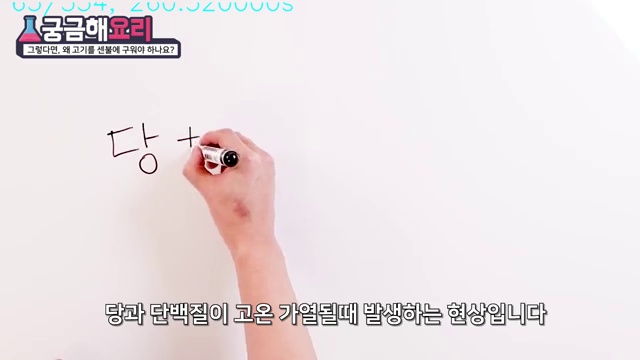 65/334, 260.520000s
궁금해요리
그렇다면, 왜 고기를 센불에 구워야 하나요?
당 +
당과 단백질이 고온 가열될때 발생하는 현상입니다